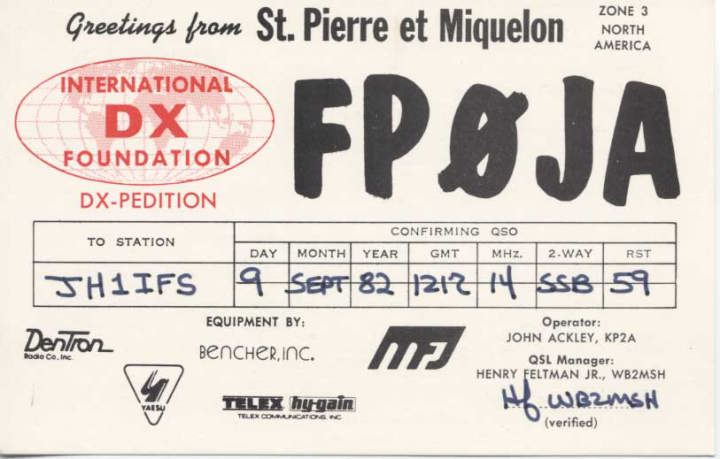 Greetings from St. Pierre et Miquelon
ZONE 3
NORTH
AMERICA
INTERNATIONAL
DX
FOUNDATION
DX-PEDITION
FPØJA
TO STATION
CONFIRMING QSO
DAY MONTH YEAR GMT MHz. 2-WAY RST
JH1IFS 9 SEPT 82 1212 14 SSB 59
EQUIPMENT BY:
DenTron
Radio Co., Inc.
BENCHER, INC.
MFJ
YAESU
TELEX hy-gain
TELEX COMMUNICATIONS, INC.
Operator:
JOHN ACKLEY, KP2A
QSL Manager:
HENRY FELTMAN JR., WB2MSH
Hf WB2MSH
(verified)